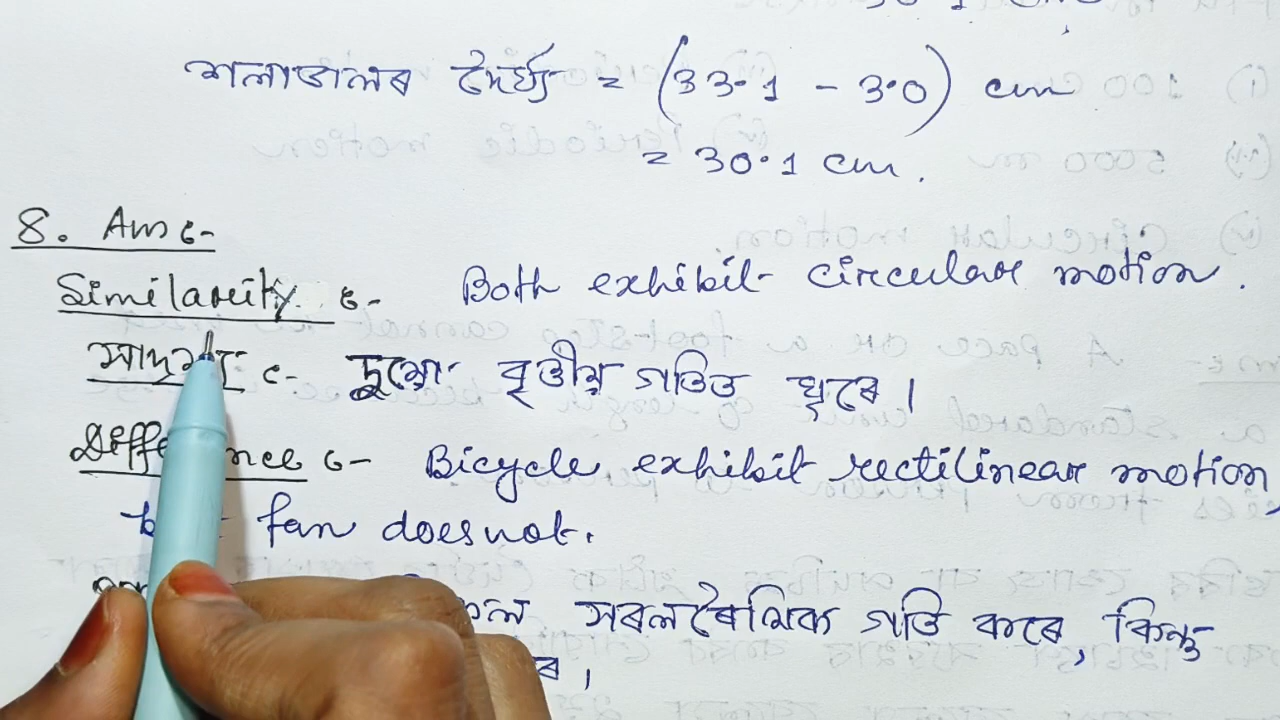 শলাডালৰ দৈৰ্ঘ্য = (33.1 - 3.0) cm
= 30.1 cm.
8. Ans :-
Similarity :- Both exhibit circular motion.
সাদৃশ্য :- দুয়ো বৃত্তীয় গতিত ঘূৰে।
:- Bicycle exhibit rectilinear motion
fan does not.
সৰলৰৈখিক গতি কৰে, কিন্তু